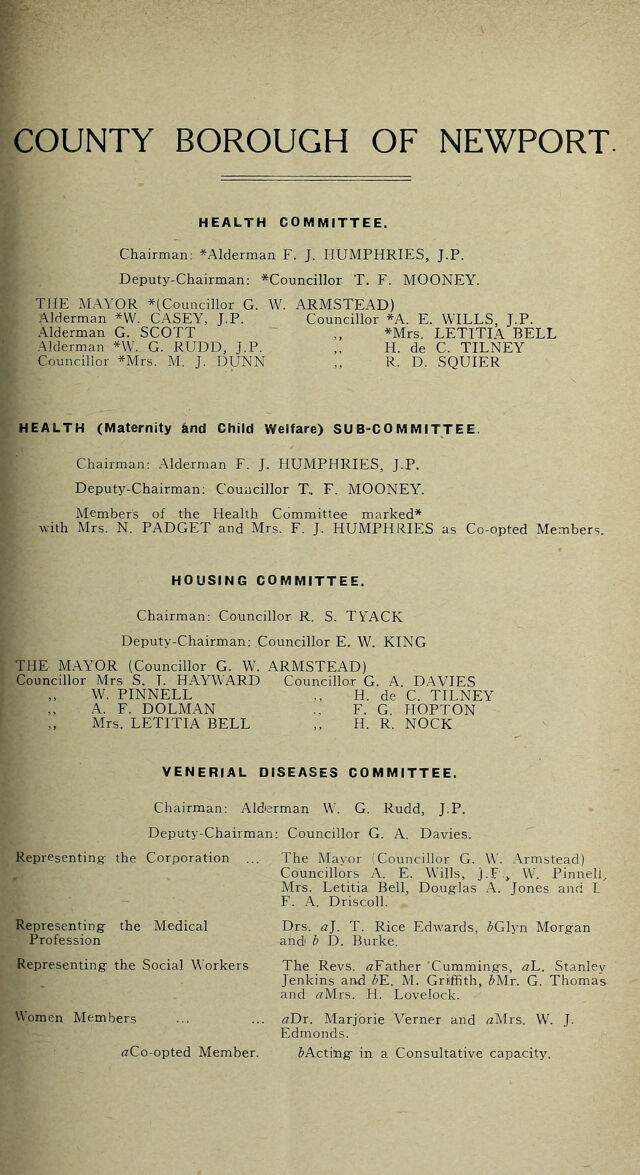 COUNTY BOROUGH OF NEWPORT.
HEALTH COMMITTEE.
Chairman: *Alderman F. J. HUMPHRIES, J.P.
Deputy-Chairman: *Councillor T. F. MOONEY.
THE MAYOR *(Councillor G. W. ARMSTEAD)
Alderman *W. CASEY, J.P. Councillor *A. E. WILLS, J.P.
Alderman G. SCOTT ,, *Mrs. LETITIA BELL
Alderman *W. G. RUDD, J.P. ,, H. de C. TILNEY
Councillor *Mrs. M. J. DUNN ,, R. D. SQUIER
HEALTH (Maternity and Child Welfare) SUB-COMMITTEE.
Chairman: Alderman F. J. HUMPHRIES, J.P.
Deputy-Chairman: Councillor T. F. MOONEY.
Members of the Health Committee marked*
with Mrs. N. PADGET and Mrs. F. J. HUMPHRIES as Co-opted Members.
HOUSING COMMITTEE.
Chairman: Councillor R. S. TYACK
Deputy-Chairman: Councillor E. W. KING
THE MAYOR (Councillor G. W. ARMSTEAD)
Councillor Mrs S. J. HAYWARD Councillor G. A. DAVIES
,, W. PINNELL ,, H. de C. TILNEY
,, A. F. DOLMAN ,, F. G. HOPTON
,, Mrs. LETITIA BELL ,, H. R. NOCK
VENERIAL DISEASES COMMITTEE.
Chairman: Alderman W. G. Rudd, J.P.
Deputy-Chairman: Councillor G. A. Davies.
Representing the Corporation ... The Mayor (Councillor G. W. Armstead)
Councillors A. E. Wills, J.P., W. Pinnell,
Mrs. Letitia Bell, Douglas A. Jones and
F. A. Driscoll.
Representing the Medical Drs. aJ. T. Rice Edwards, bGlyn Morgan
Profession and b D. Burke.
Representing the Social Workers The Revs. aFather Cummings, aL. Stanley
Jenkins and bE. M. Griffith, bMr. G. Thomas
and aMrs. H. Lovelock.
Women Members ... ... aDr. Marjorie Verner and aMrs. W. J.
Edmonds.
aCo-opted Member. bActing in a Consultative capacity.